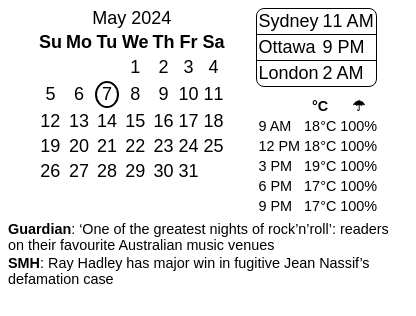 May 2024
Su Mo Tu We Th Fr Sa
1 2 3 4
5 6 7 8 9 10 11
12 13 14 15 16 17 18
19 20 21 22 23 24 25
26 27 28 29 30 31
Sydney 11 AM
Ottawa 9 PM
London 2 AM
°C ☂
9 AM 18°C 100%
12 PM 18°C 100%
3 PM 19°C 100%
6 PM 17°C 100%
9 PM 17°C 100%
Guardian: ‘One of the greatest nights of rock’n’roll’: readers
on their favourite Australian music venues
SMH: Ray Hadley has major win in fugitive Jean Nassif’s
defamation case